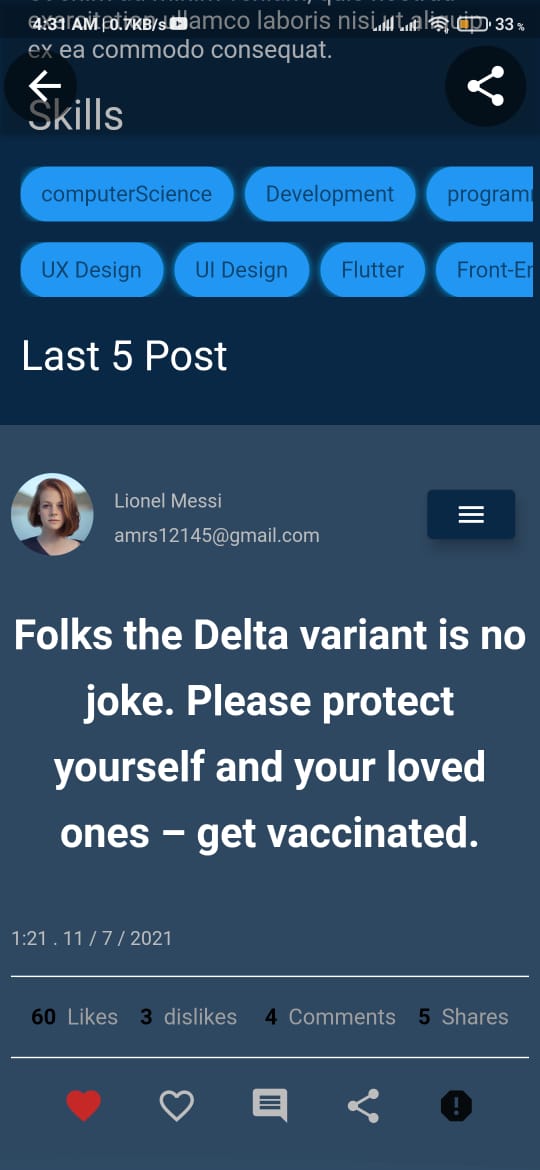 exercitation ullamco laboris nisi ut aliquip
4:31 AM | 0.7KB/s 33 %
ex ea commodo consequat.
Skills
computerScience Development program
UX Design UI Design Flutter Front-En
Last 5 Post
Lionel Messi
amrs12145@gmail.com
Folks the Delta variant is no
joke. Please protect
yourself and your loved
ones – get vaccinated.
1:21 . 11 / 7 / 2021
60 Likes 3 dislikes 4 Comments 5 Shares